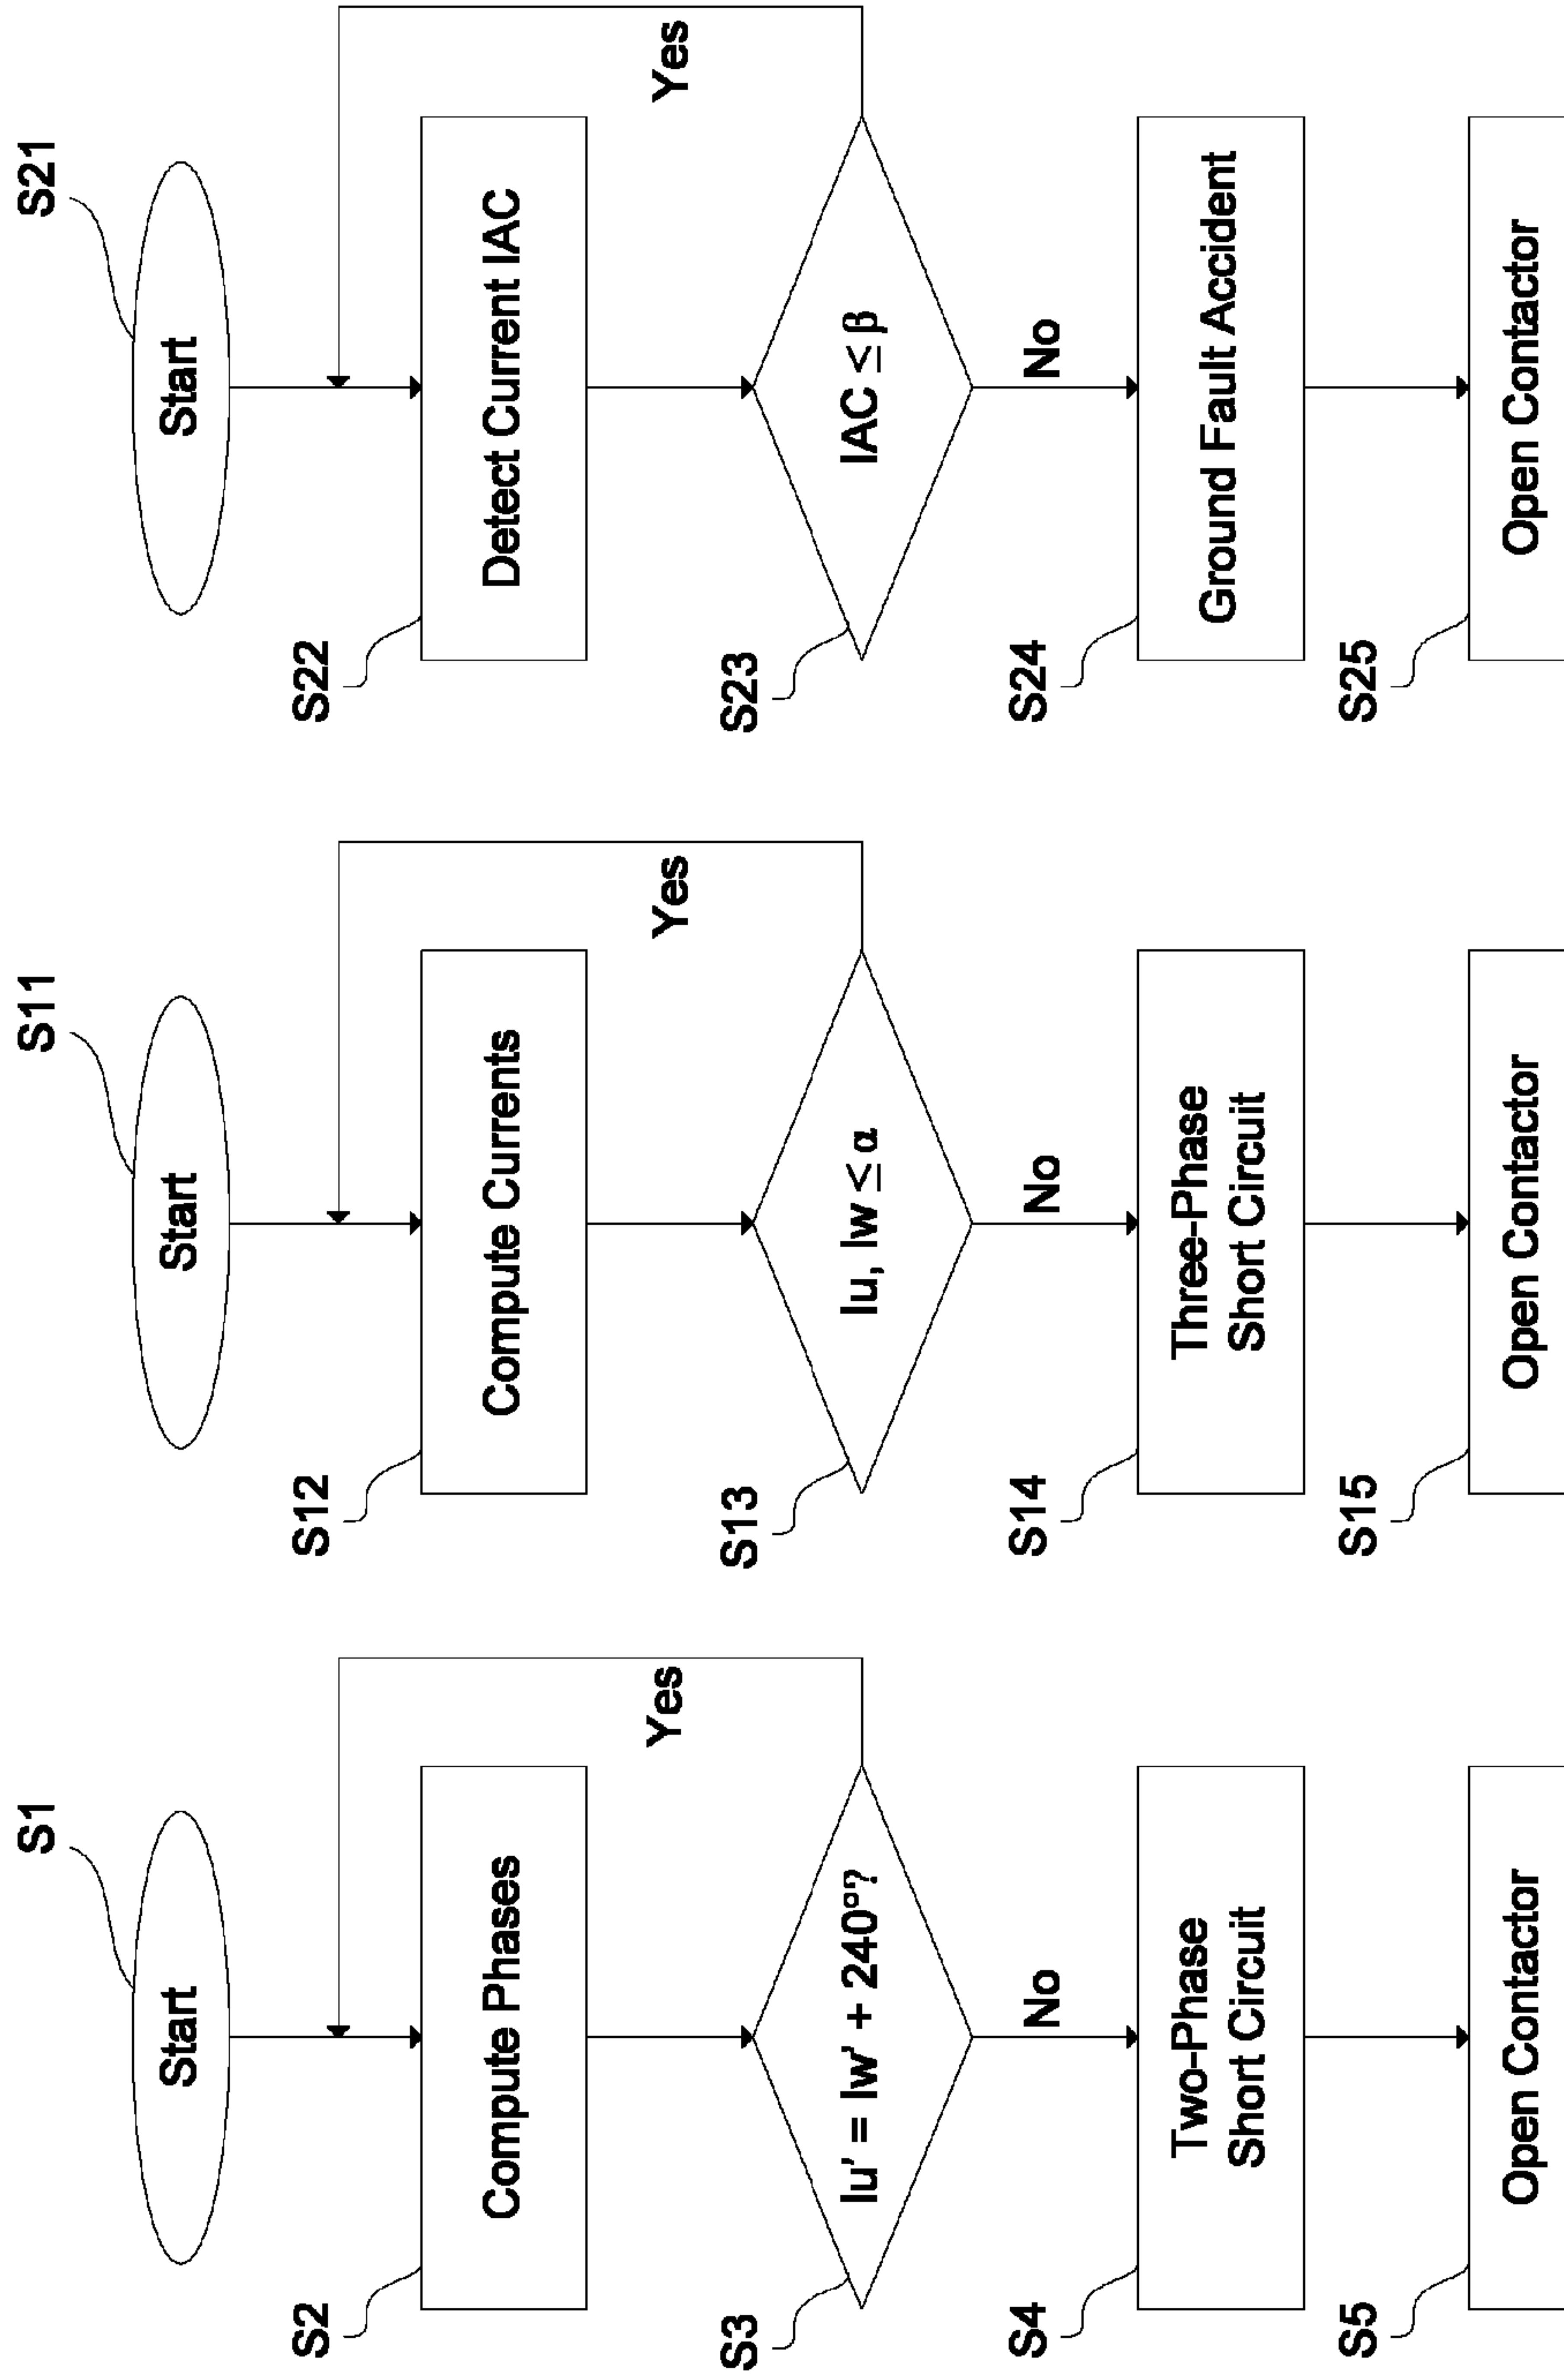 S1
Start
S2
Compute Phases
S3
Iu' = Iw' + 240°?
Yes
No
S4
Two-Phase
Short Circuit
S5
Open Contactor
S11
Start
S12
Compute Currents
S13
Iu, Iw ≤ α
Yes
No
S14
Three-Phase
Short Circuit
S15
Open Contactor
S21
Start
S22
Detect Current IAC
S23
IAC ≤ β
Yes
No
S24
Ground Fault Accident
S25
Open Contactor